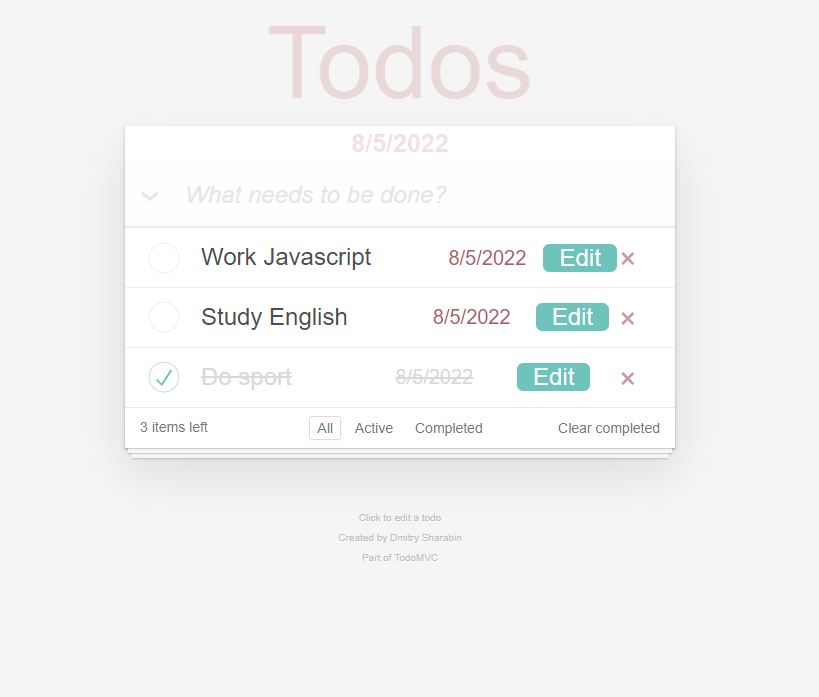 Todos
8/5/2022
What needs to be done?
Work Javascript 8/5/2022 Edit ×
Study English 8/5/2022 Edit ×
Do sport 8/5/2022 Edit ×
3 items left All Active Completed Clear completed
Click to edit a todo
Created by Dmitry Sharabin
Part of TodoMVC